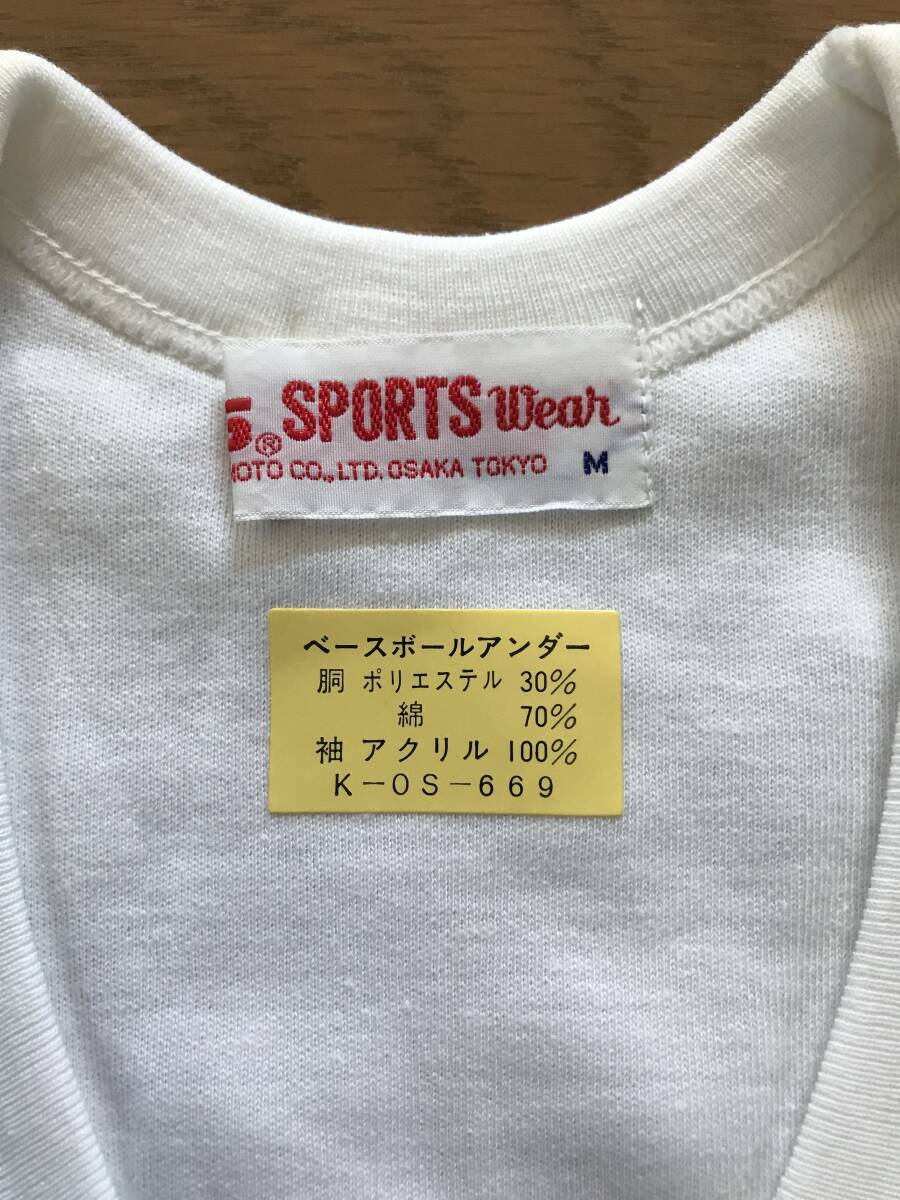 ® SPORTS Wear
CO.,LTD. OSAKA TOKYO M
ベースボールアンダー
胴 ポリエステル 30%
綿 70%
袖 アクリル 100%
K-OS-669